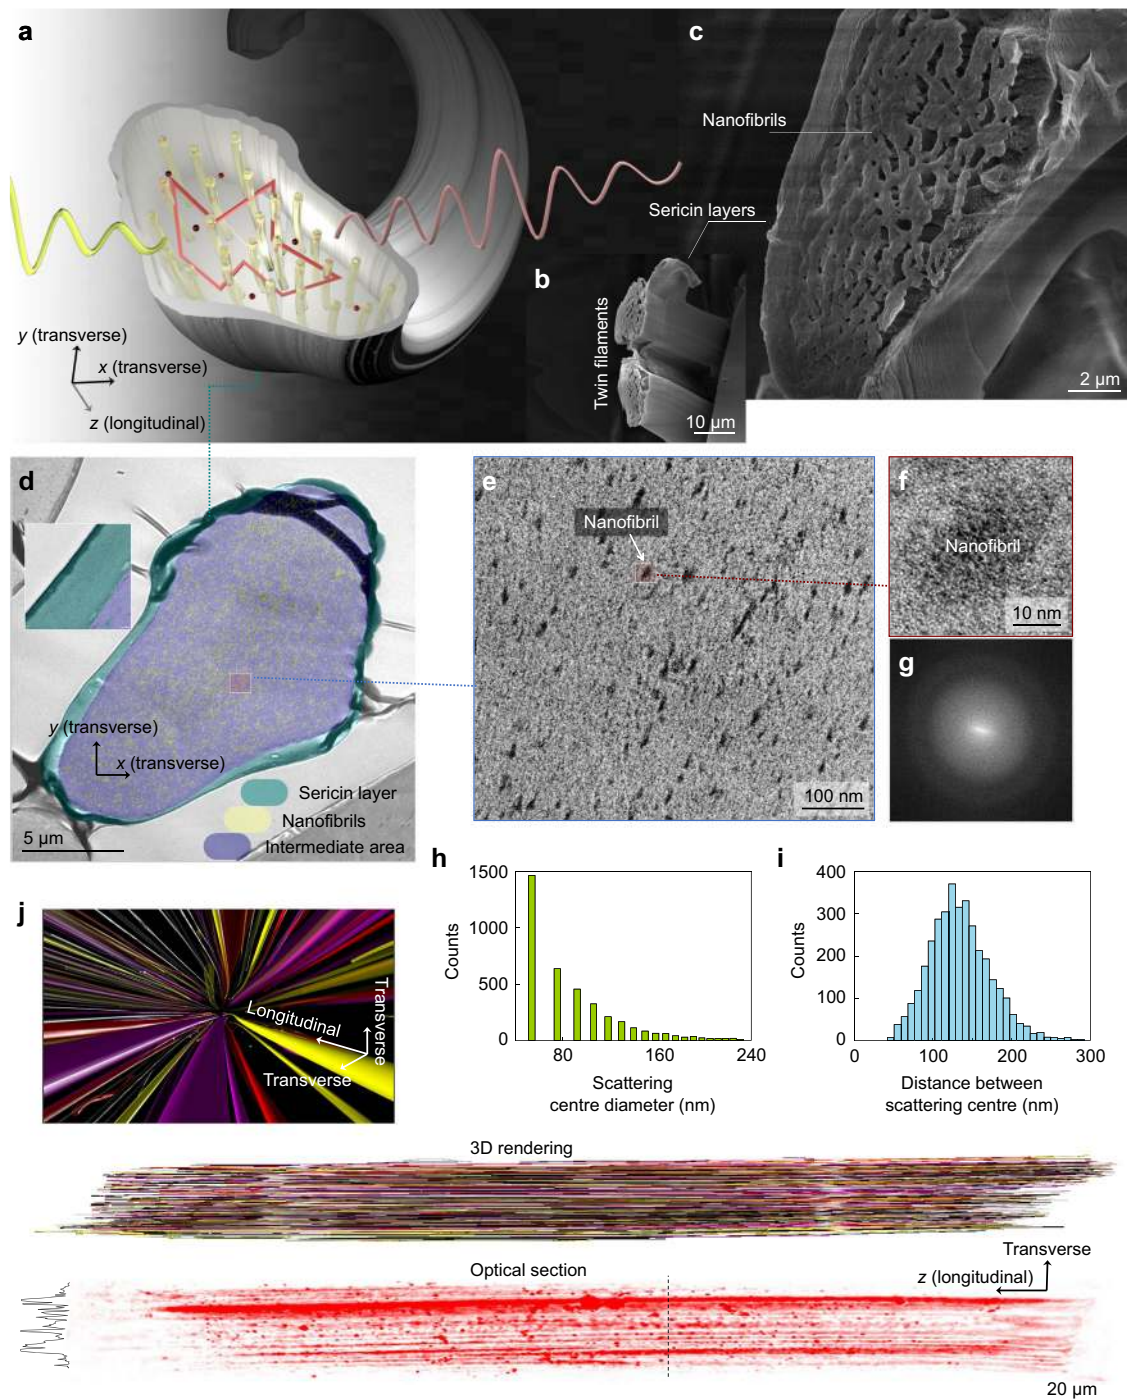 a
y (transverse)
x (transverse)
z (longitudinal)
c
Nanofibrils
Sericin layers
b
Twin filaments
10 µm
2 µm
d
y (transverse)
x (transverse)
Sericin layer
Nanofibrils
Intermediate area
5 µm
e
Nanofibril
100 nm
f
Nanofibril
10 nm
g
h
1500
1000
500
0
Counts
80
160
240
Scattering
centre diameter (nm)
i
400
300
200
100
0
Counts
0
100
200
300
Distance between
scattering centre (nm)
j
Longitudinal
Transverse
Transverse
3D rendering
Optical section
Transverse
z (longitudinal)
20 µm